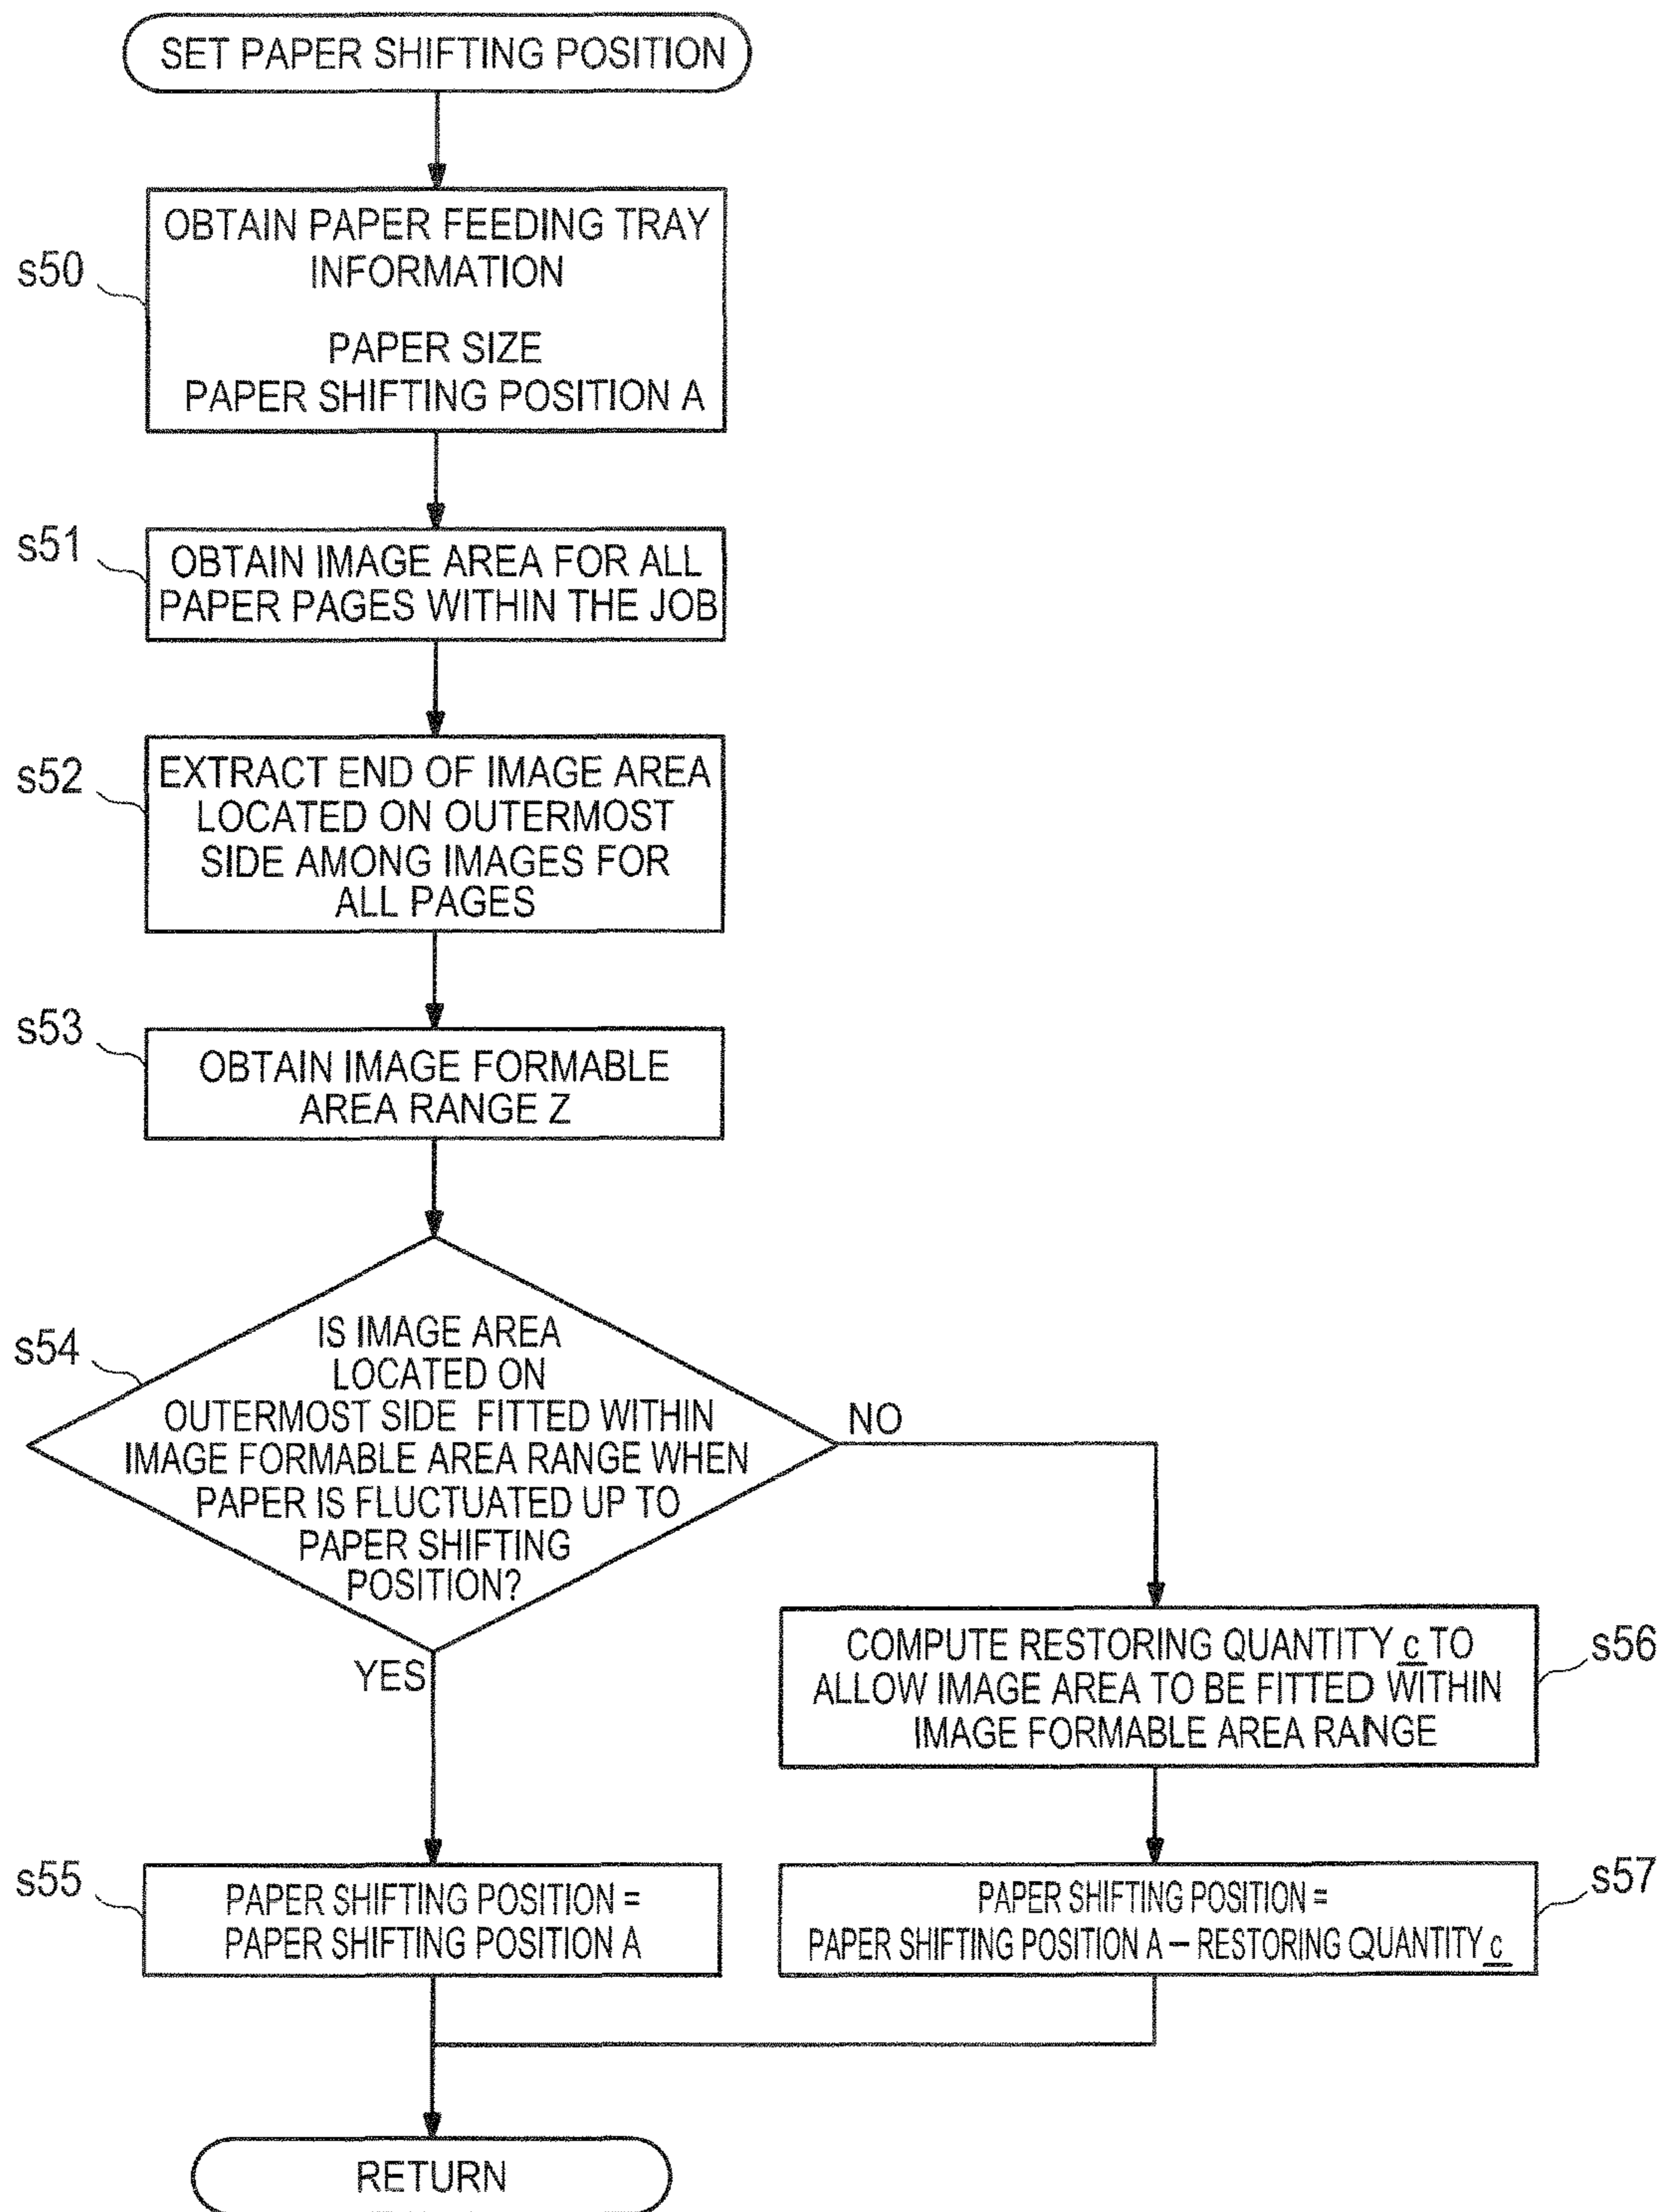 SET PAPER SHIFTING POSITION
s50
OBTAIN PAPER FEEDING TRAY
INFORMATION
PAPER SIZE
PAPER SHIFTING POSITION A
s51
OBTAIN IMAGE AREA FOR ALL
PAPER PAGES WITHIN THE JOB
s52
EXTRACT END OF IMAGE AREA
LOCATED ON OUTERMOST
SIDE AMONG IMAGES FOR
ALL PAGES
s53
OBTAIN IMAGE FORMABLE
AREA RANGE Z
s54
IS IMAGE AREA
LOCATED ON
OUTERMOST SIDE FITTED WITHIN
IMAGE FORMABLE AREA RANGE WHEN
PAPER IS FLUCTUATED UP TO
PAPER SHIFTING
POSITION?
NO
YES
COMPUTE RESTORING QUANTITY c TO
ALLOW IMAGE AREA TO BE FITTED WITHIN
IMAGE FORMABLE AREA RANGE
s56
s55
PAPER SHIFTING POSITION =
PAPER SHIFTING POSITION A
PAPER SHIFTING POSITION =
PAPER SHIFTING POSITION A – RESTORING QUANTITY c
s57
RETURN